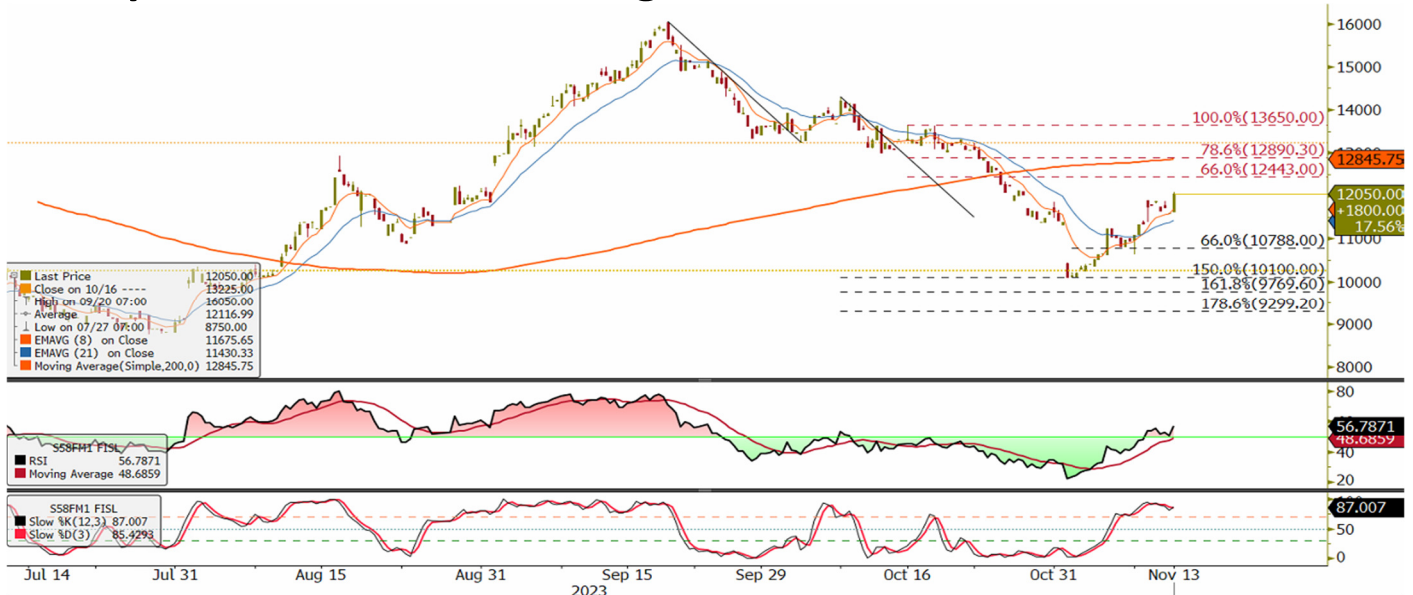 16000
15000
14000
100.0%(13650.00)
78.6%(12890.30)
12845.75
66.0%(12443.00)
12050.00
+1800.00
17.56%
11000
66.0%(10788.00)
150.0%(10100.00)
10000
161.8%(9769.60)
178.6%(9299.20)
9000
8000
Last Price 12050.00
Close on 10/16 ---- 13225.00
High on 09/20 07:00 16050.00
Average 12116.99
Low on 07/27 07:00 8750.00
EMAVG (8) on Close 11675.65
EMAVG (21) on Close 11430.33
Moving Average(Simple,200,0) 12845.75
80
56.7871
48.6859
40
20
S58FM1 FISL
RSI 56.7871
Moving Average 48.6859
87.007
50
0
S58FM1 FISL
Slow %K(12,3) 87.007
Slow %D(3) 85.4293
Jul 14 Jul 31 Aug 15 Aug 31 Sep 15 Sep 29 Oct 16 Oct 31 Nov 13
2023